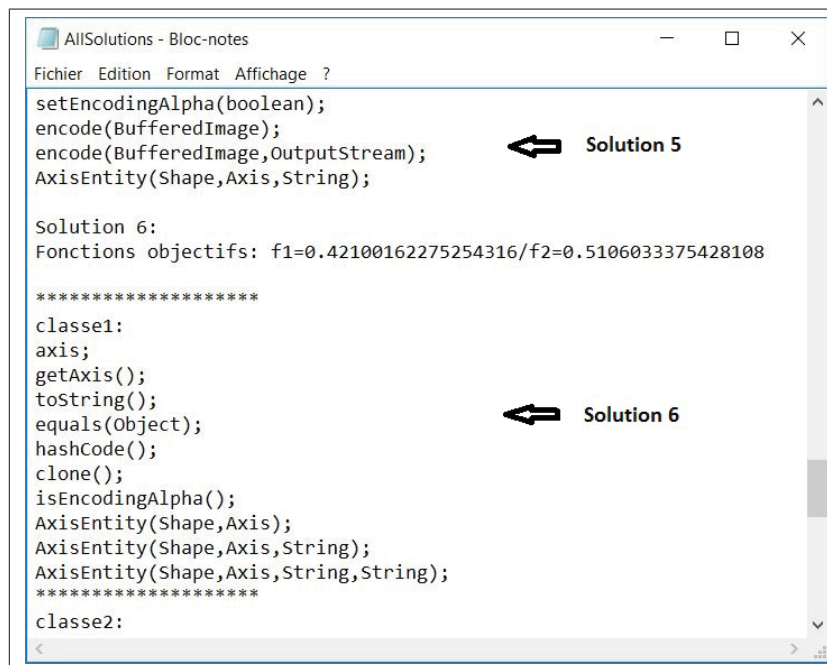 AllSolutions - Bloc-notes
Fichier Edition Format Affichage ?
setEncodingAlpha(boolean);
encode(BufferedImage);
encode(BufferedImage,OutputStream); Solution 5
AxisEntity(Shape,Axis,String);
Solution 6:
Fonctions objectifs: f1=0.42100162275254316/f2=0.5106033375428108
********************
classe1:
axis;
getAxis();
toString();
equals(Object); Solution 6
hashCode();
clone();
isEncodingAlpha();
AxisEntity(Shape,Axis);
AxisEntity(Shape,Axis,String);
AxisEntity(Shape,Axis,String,String);
********************
classe2: